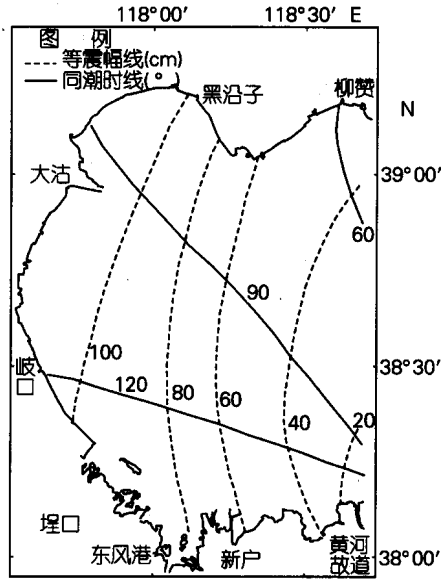 118°00′ 118°30′ E
图 例
等震幅线(cm)
同潮时线(°)
黑沿子
柳赞
N
大沽
39°00′
60
90
100
120
80
60
40
20
岐口
38°30′
埕口
东风港
新户
黄河故道
38°00′